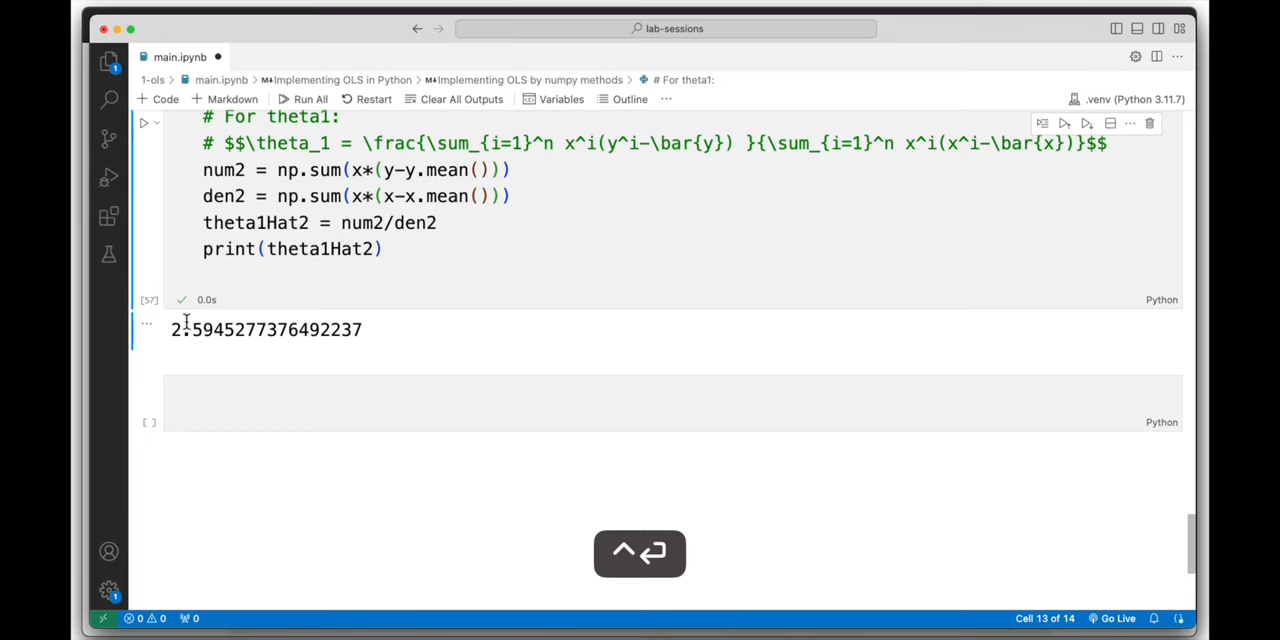 lab-sessions
main.ipynb
1-ols > main.ipynb > M↓Implementing OLS in Python > M↓Implementing OLS by numpy methods > # For theta1:
+ Code + Markdown Run All Restart Clear All Outputs Variables Outline ... .venv (Python 3.11.7)
# For theta1:
# $$\theta_1 = \frac{\sum_{i=1}^n x^i(y^i-\bar{y}) }{\sum_{i=1}^n x^i(x^i-\bar{x})}$$
num2 = np.sum(x*(y-y.mean()))
den2 = np.sum(x*(x-x.mean()))
theta1Hat2 = num2/den2
print(theta1Hat2)
[57] 0.0s Python
2.5945277376492237
[ ] Python
1
1
0 0 0 Cell 13 of 14 Go Live